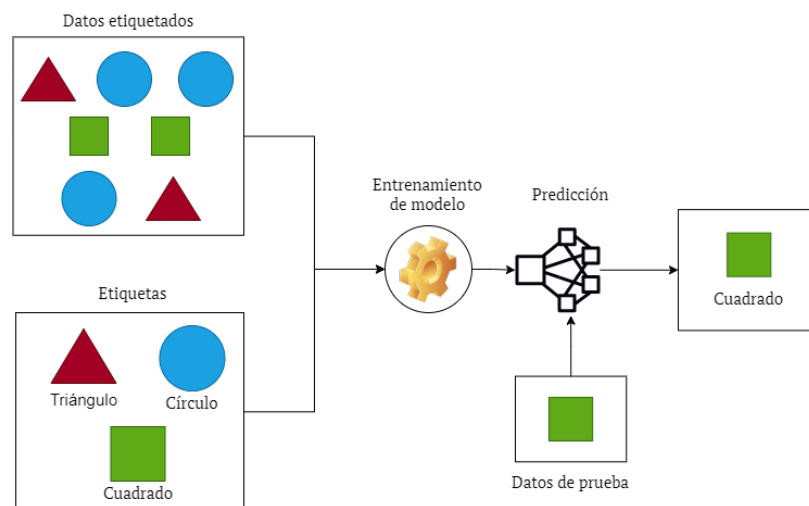 Datos etiquetados
Entrenamiento
de modelo
Predicción
Cuadrado
Etiquetas
Triángulo
Círculo
Cuadrado
Datos de prueba